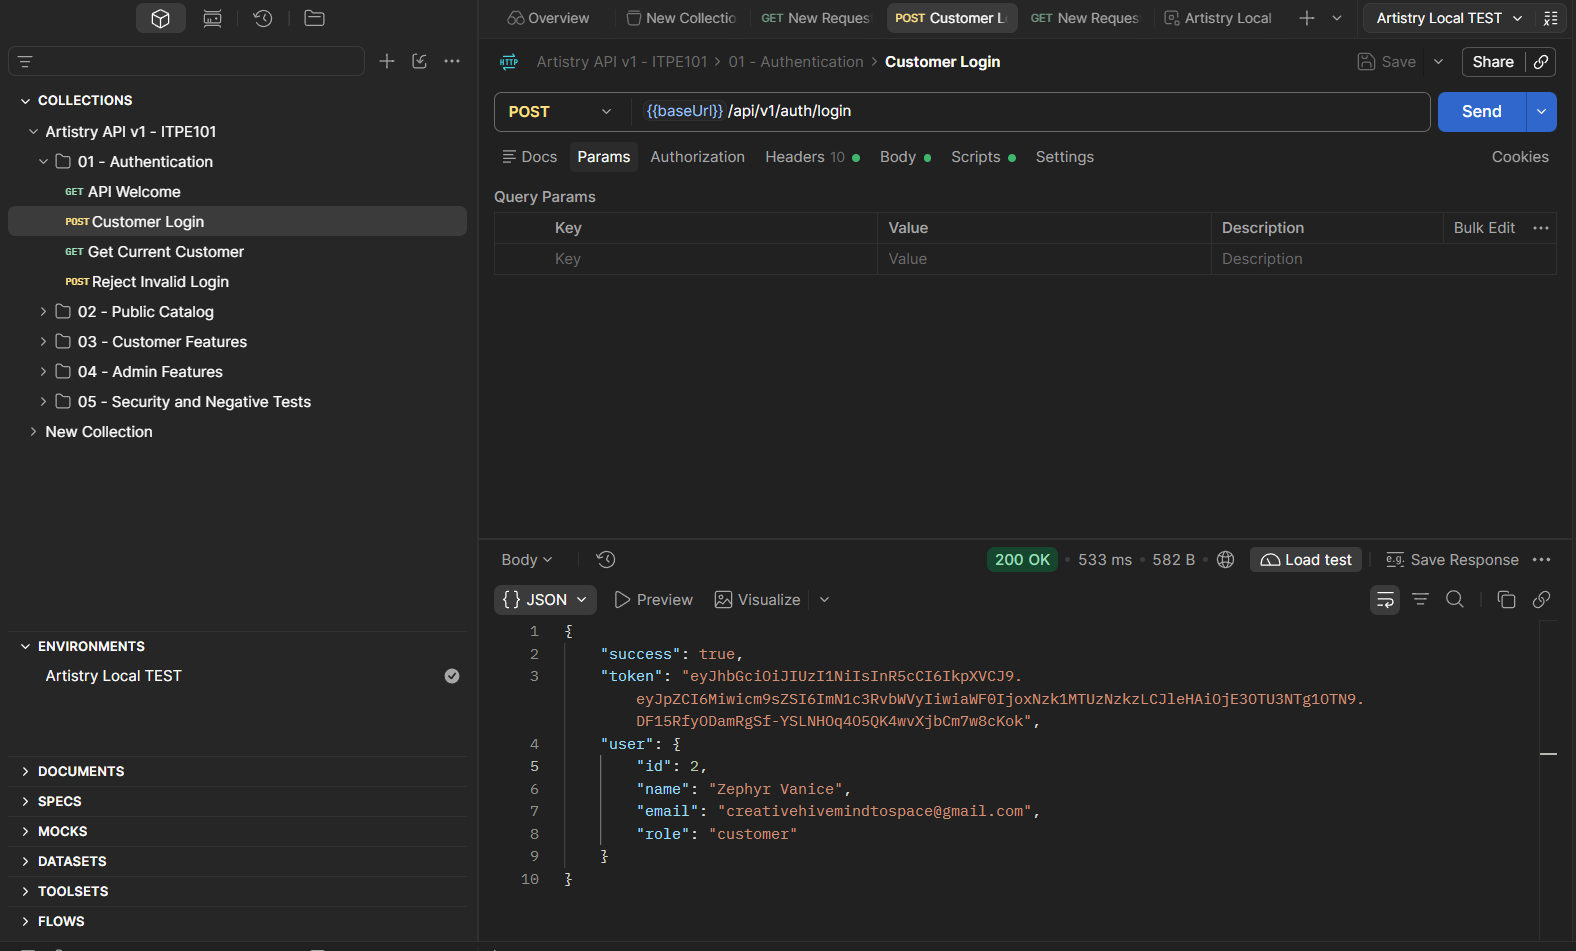 Overview
New Collectio
GET New Reques
POST Customer L
GET New Reques
Artistry Local
Artistry Local TEST
Artistry API v1 - ITPE101 > 01 - Authentication > Customer Login
Save
Share
COLLECTIONS
Artistry API v1 - ITPE101
01 - Authentication
GET API Welcome
POST Customer Login
GET Get Current Customer
POST Reject Invalid Login
02 - Public Catalog
03 - Customer Features
04 - Admin Features
05 - Security and Negative Tests
New Collection
ENVIRONMENTS
Artistry Local TEST
DOCUMENTS
SPECS
MOCKS
DATASETS
TOOLSETS
FLOWS
HTTP
POST {{baseUrl}} /api/v1/auth/login
Send
Docs Params Authorization Headers 10 Body Scripts Settings Cookies
Query Params
Key Value Description Bulk Edit
Key Value Description
Body 200 OK 533 ms 582 B Load test e.g. Save Response
{} JSON Preview Visualize
1 {
2 "success": true,
3 "token": "eyJhbGciOiJIUzI1NiIsInR5cCI6IkpXVCJ9.
eyJpZCI6Miwicm9sZSI6ImN1c3RvbWVyIiwiaWF0IjoxNzk1MTUzNzkzLCJleHAiOjE3OTU3NTg1OTN9.
DF15RfyODamRgSf-YSLNHOq4O5QK4wvXjbCm7w8cKok",
4 "user": {
5 "id": 2,
6 "name": "Zephyr Vanice",
7 "email": "creativehivemindtospace@gmail.com",
8 "role": "customer"
9 }
10 }